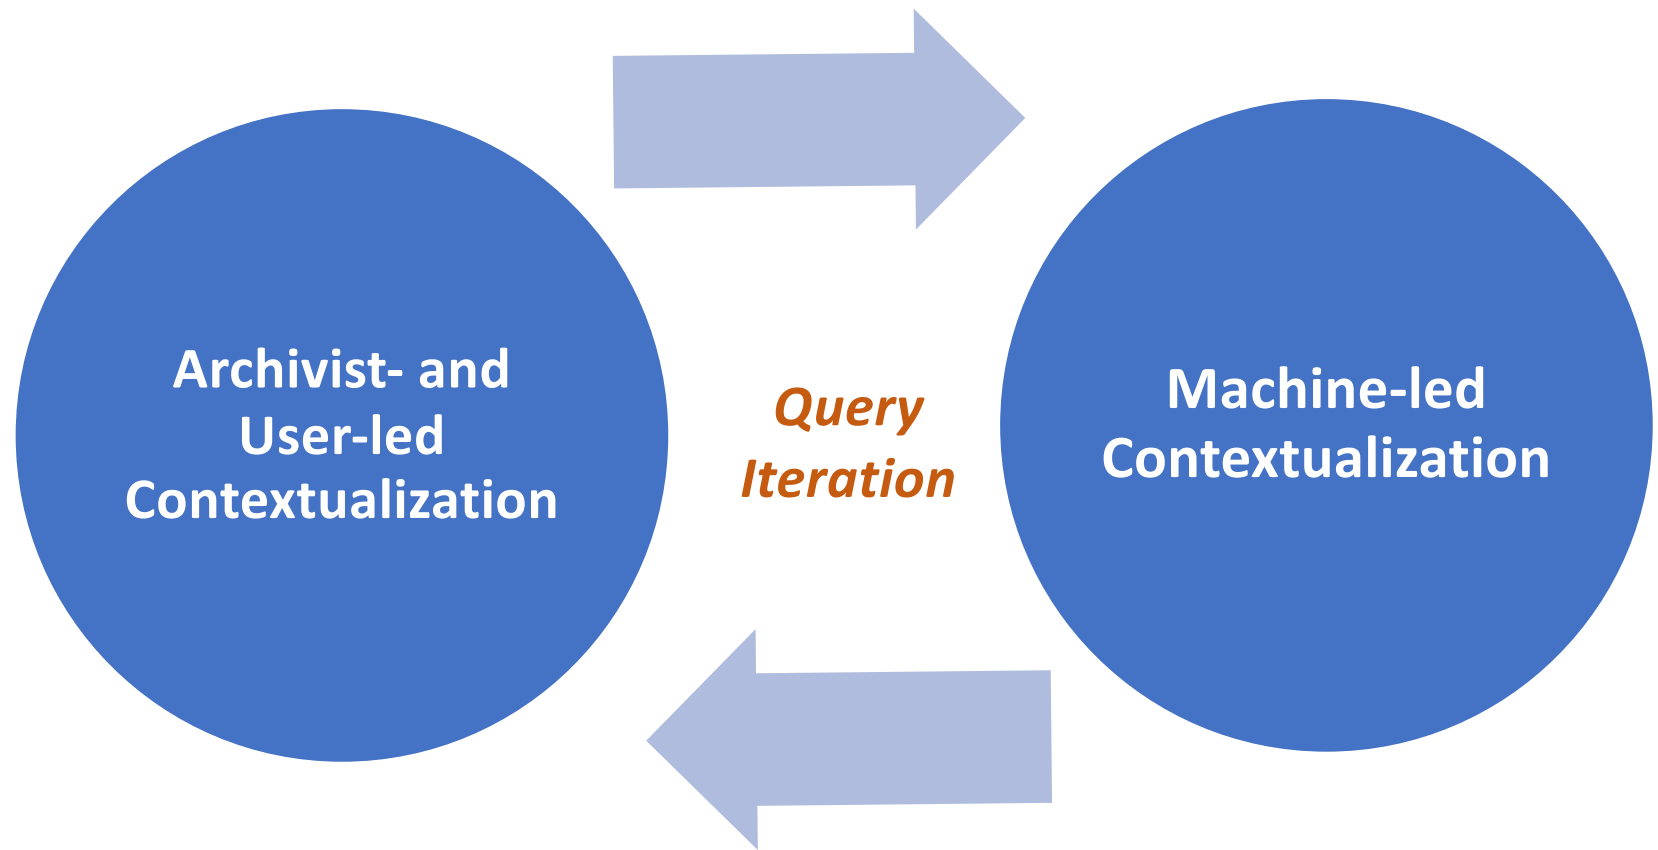 Archivist- and
User-led
Contextualization
Query
Iteration
Machine-led
Contextualization